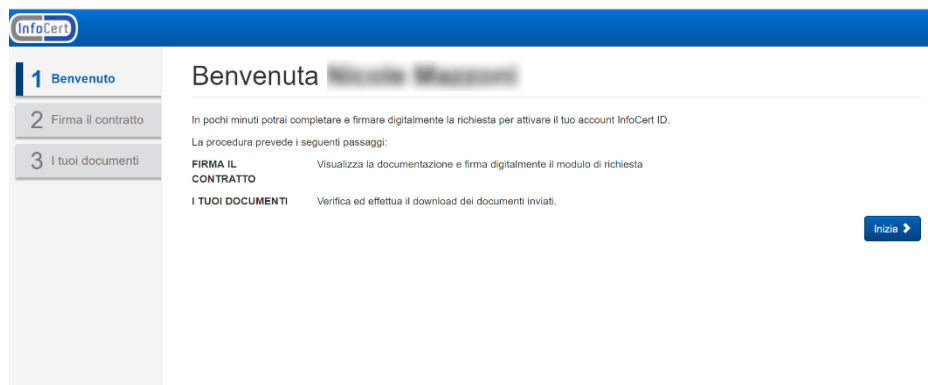 InfoCert
1 Benvenuto
2 Firma il contratto
3 I tuoi documenti
Benvenuta
In pochi minuti potrai completare e firmare digitalmente la richiesta per attivare il tuo account InfoCert ID.
La procedura prevede i seguenti passaggi:
FIRMA IL CONTRATTO
Visualizza la documentazione e firma digitalmente il modulo di richiesta
I TUOI DOCUMENTI
Verifica ed effettua il download dei documenti inviati.
Inizia